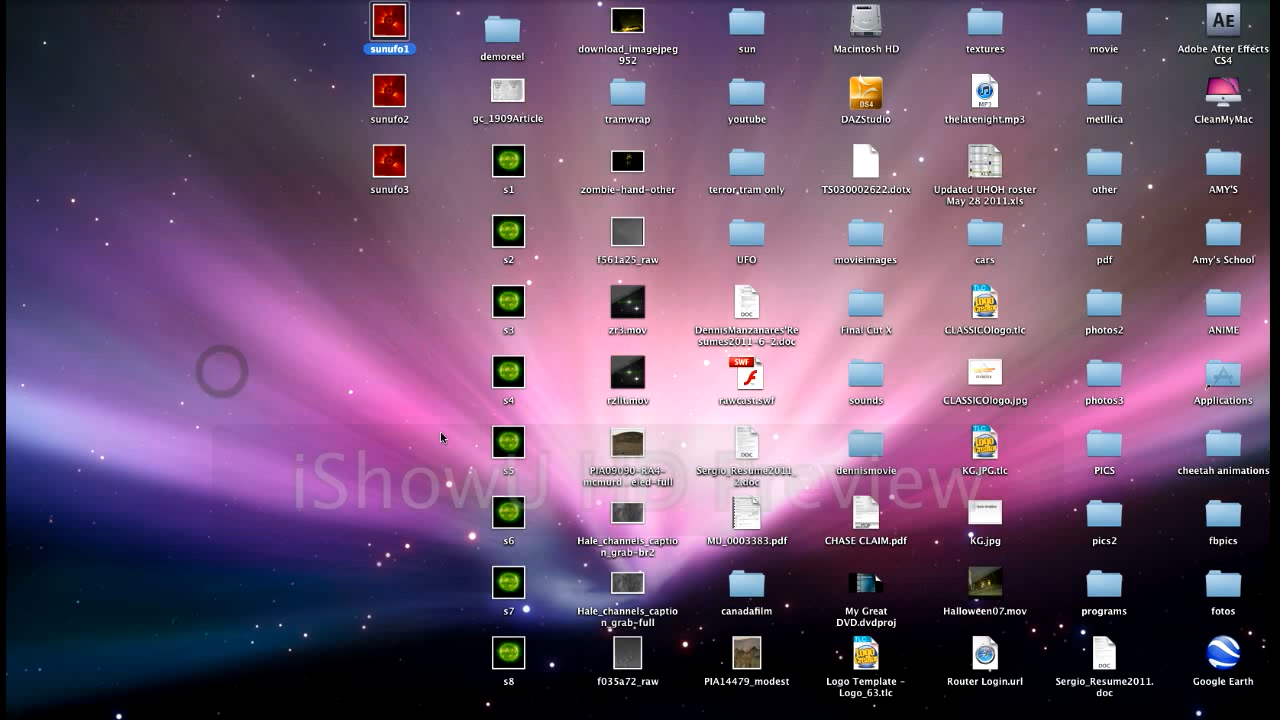 sunufo1
demoreel
download_imagejpeg
952
sun
Macintosh HD
textures
movie
Adobe After Effects
CS4
sunufo2
gc_1909Article
tramwrap
youtube
DAZStudio
thelatenight.mp3
metllica
CleanMyMac
sunufo3
s1
zombie-hand-other
terror tram only
TS030002622.dotx
Updated UHOH roster
May 28 2011.xls
other
AMY'S
s2
f561a25_raw
UFO
movieimages
cars
pdf
Amy's School
s3
zr3.mov
DennisManzanares'Re
sumes2011-6-2.doc
Final Cut X
CLASSICOlogo.tlc
photos2
ANIME
s4
rawcast.swf
sounds
CLASSICOlogo.jpg
photos3
Applications
s5
PIA09090-RA4-
mcmurd...eled-full
Sergio_Resume2011_
2.doc
dennismovie
KG.JPG.tlc
PICS
cheetah animations
iShowU HD Preview
s6
Hale_channels_captio
n_grab-br2
MU_0003383.pdf
CHASE CLAIM.pdf
KG.jpg
pics2
fbpics
s7
Hale_channels_captio
n_grab-full
canadafilm
My Great
DVD.dvdproj
Halloween07.mov
programs
fotos
s8
f035a72_raw
PIA14479_modest
Logo Template -
Logo_63.tlc
Router Login.url
Sergio_Resume2011.
doc
Google Earth